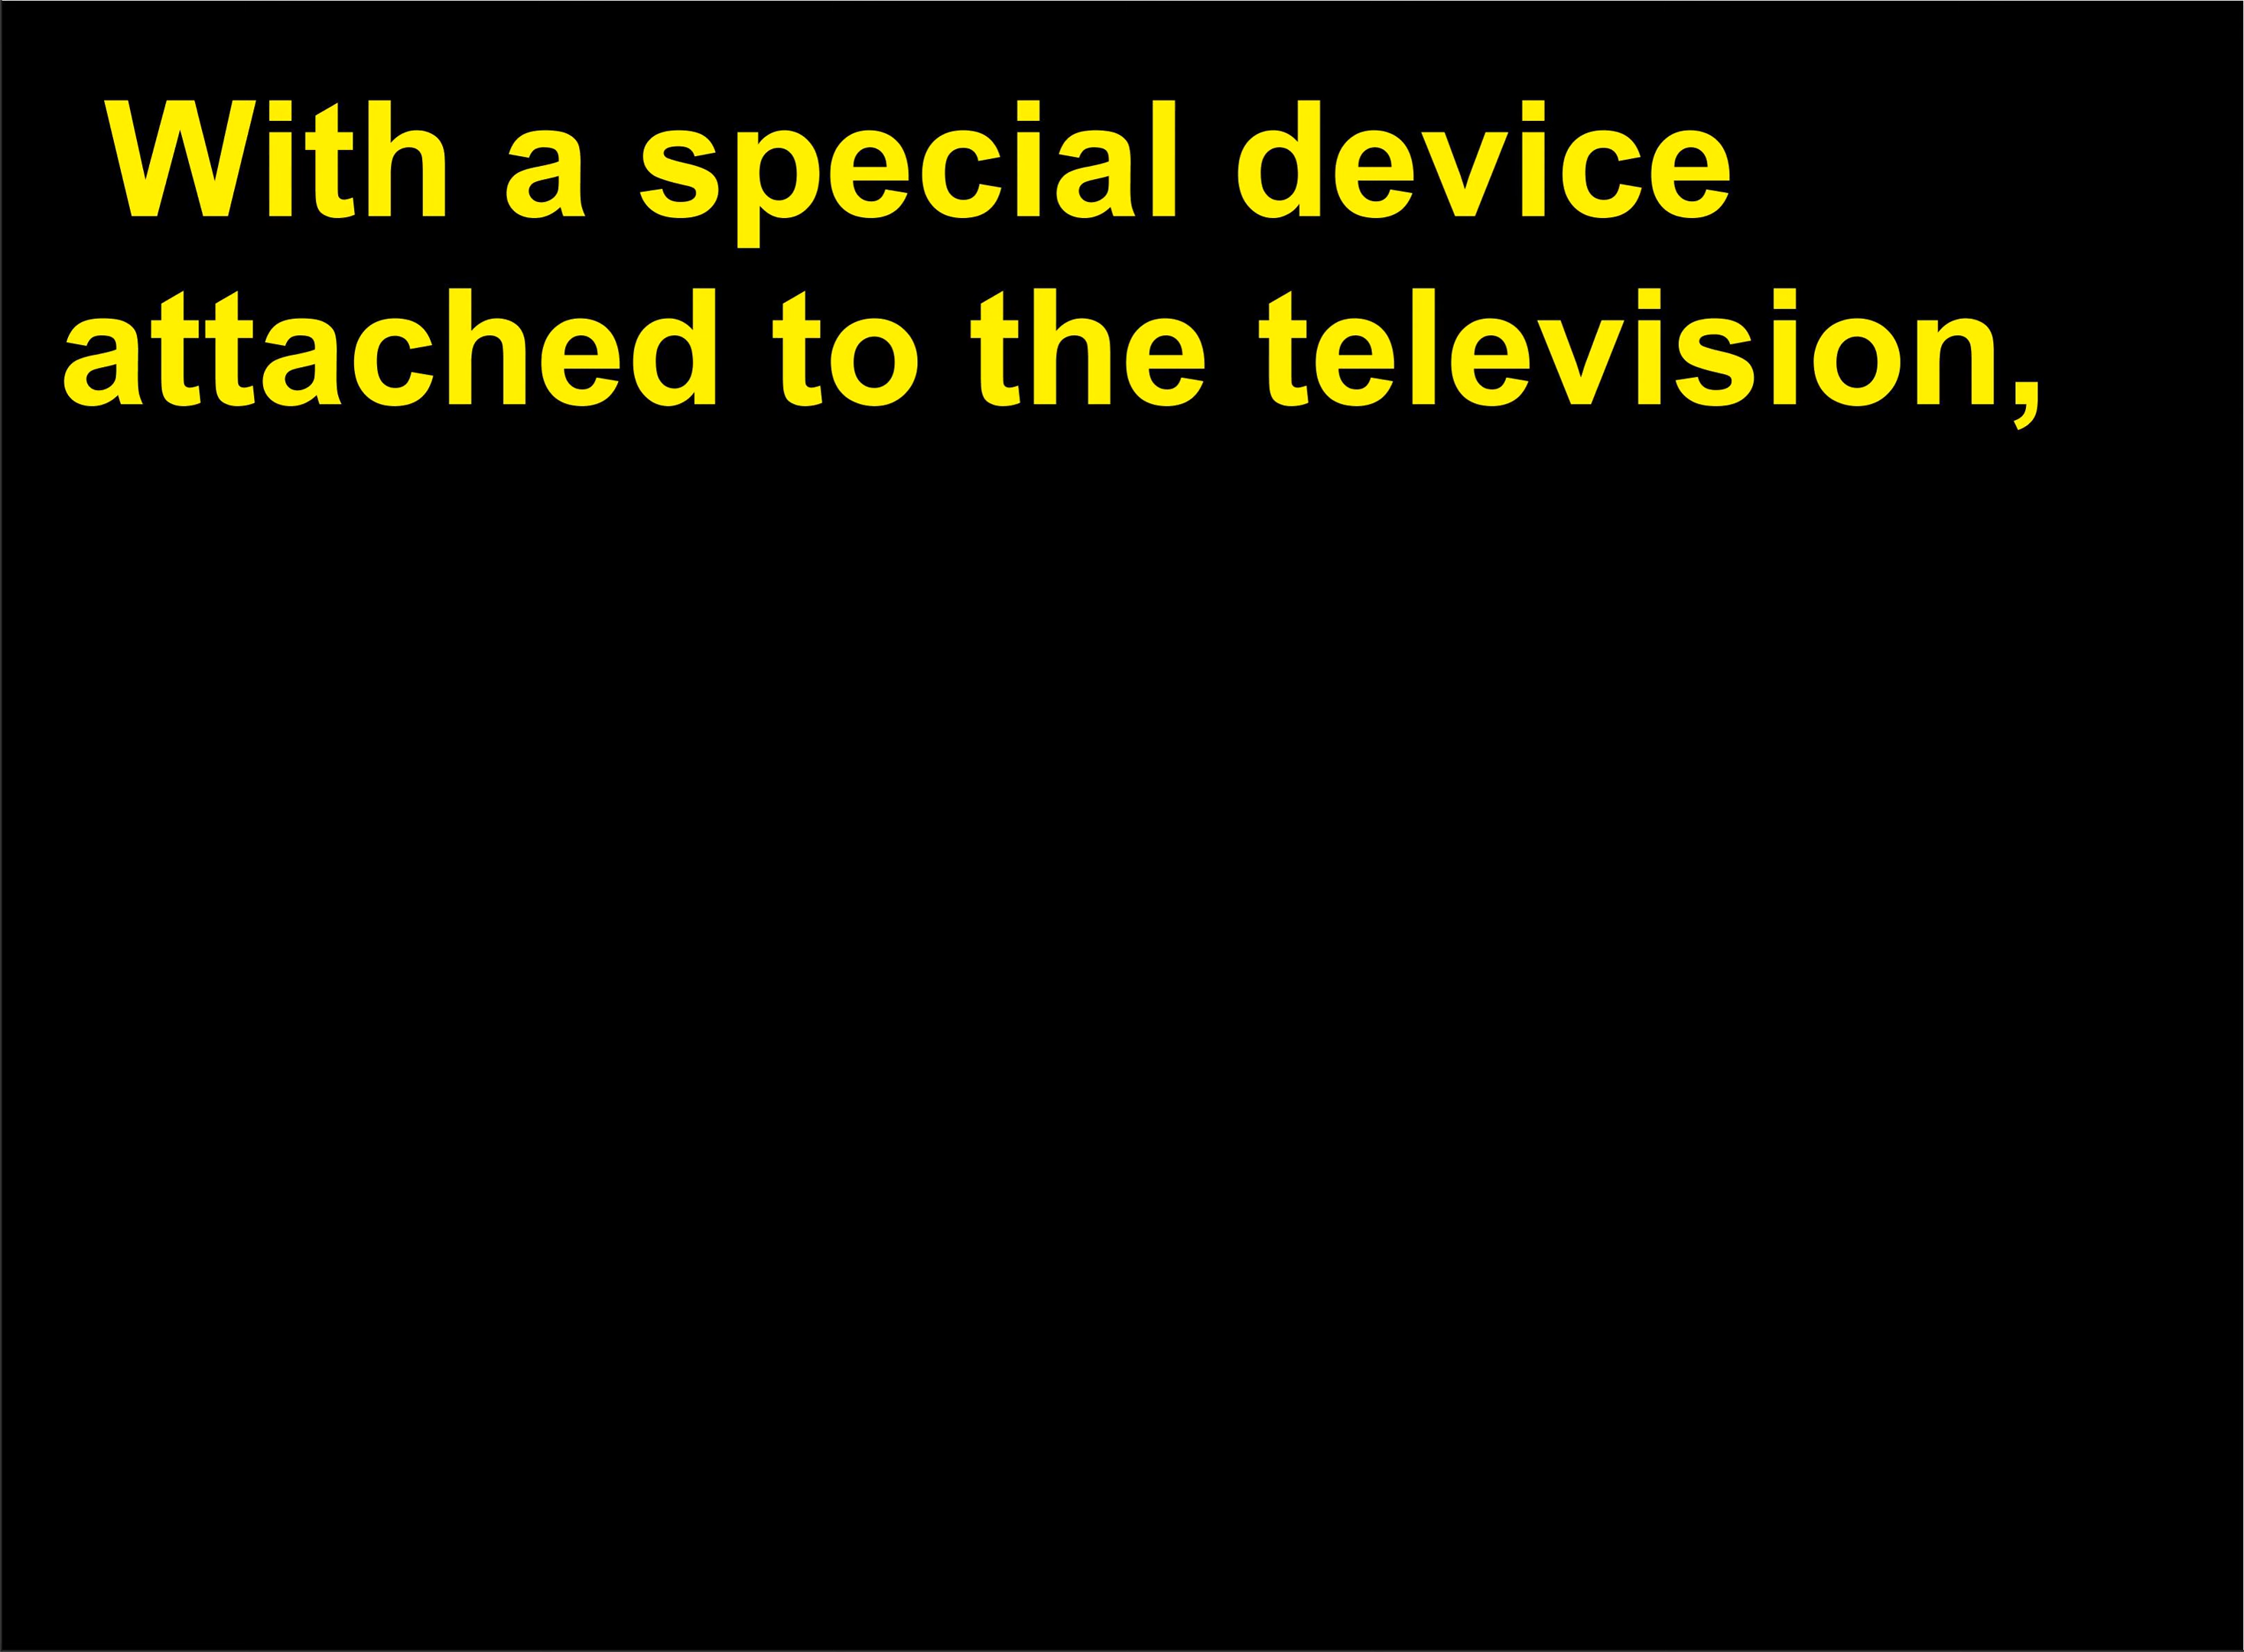 With a special device
attached to the television,